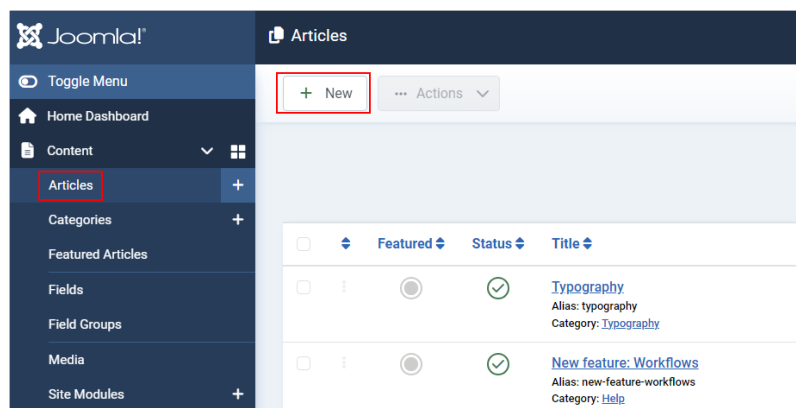 Joomla!®
Articles
Toggle Menu
Home Dashboard
Content
Articles
Categories
Featured Articles
Fields
Field Groups
Media
Site Modules
New
Actions
Featured Status Title
Typography
Alias: typography
Category: Typography
New feature: Workflows
Alias: new-feature-workflows
Category: Help